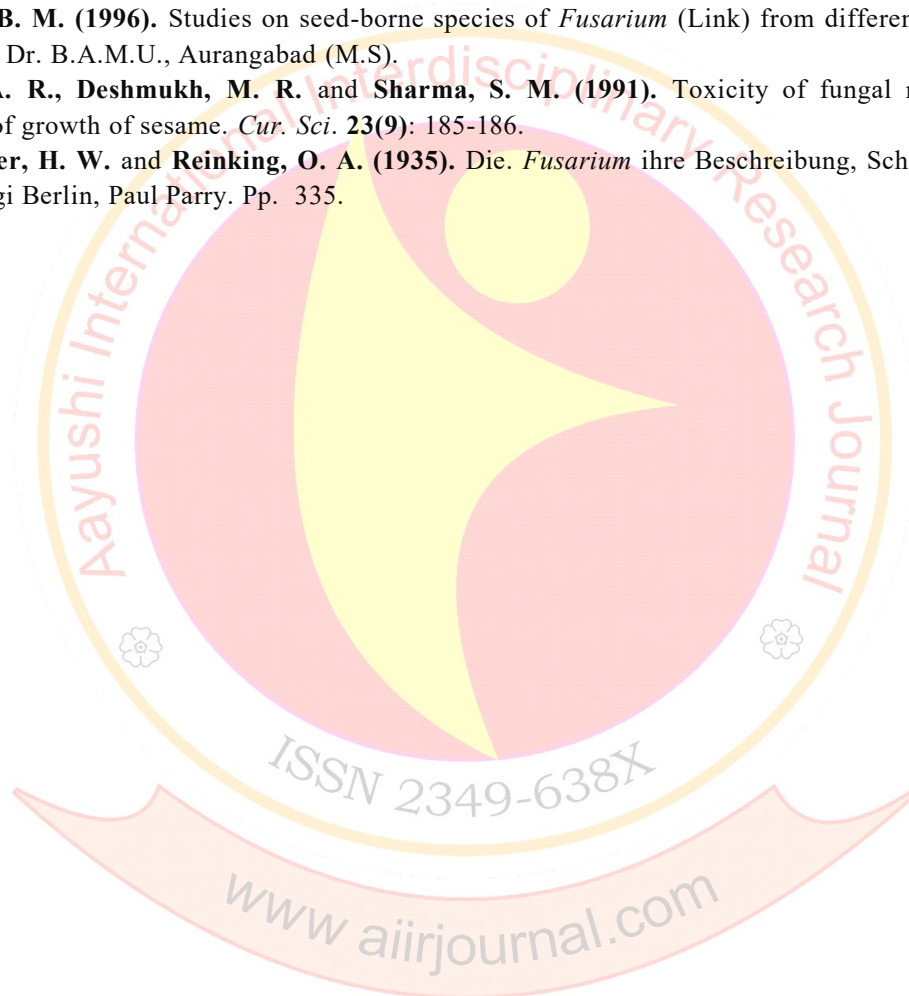 B. M. (1996). Studies on seed-borne species of Fusarium (Link) from differen
Dr. B.A.M.U., Aurangabad (M.S).
. R., Deshmukh, M. R. and Sharma, S. M. (1991). Toxicity of fungal
of growth of sesame. Cur. Sci. 23(9): 185-186.
er, H. W. and Reinking, O. A. (1935). Die. Fusarium ihre Beschreibung, Sch
gi Berlin, Paul Parry. Pp. 335.
Aayushi International Interdisciplinary Research Journal
ISSN 2349-638X
www aiirjournal.com